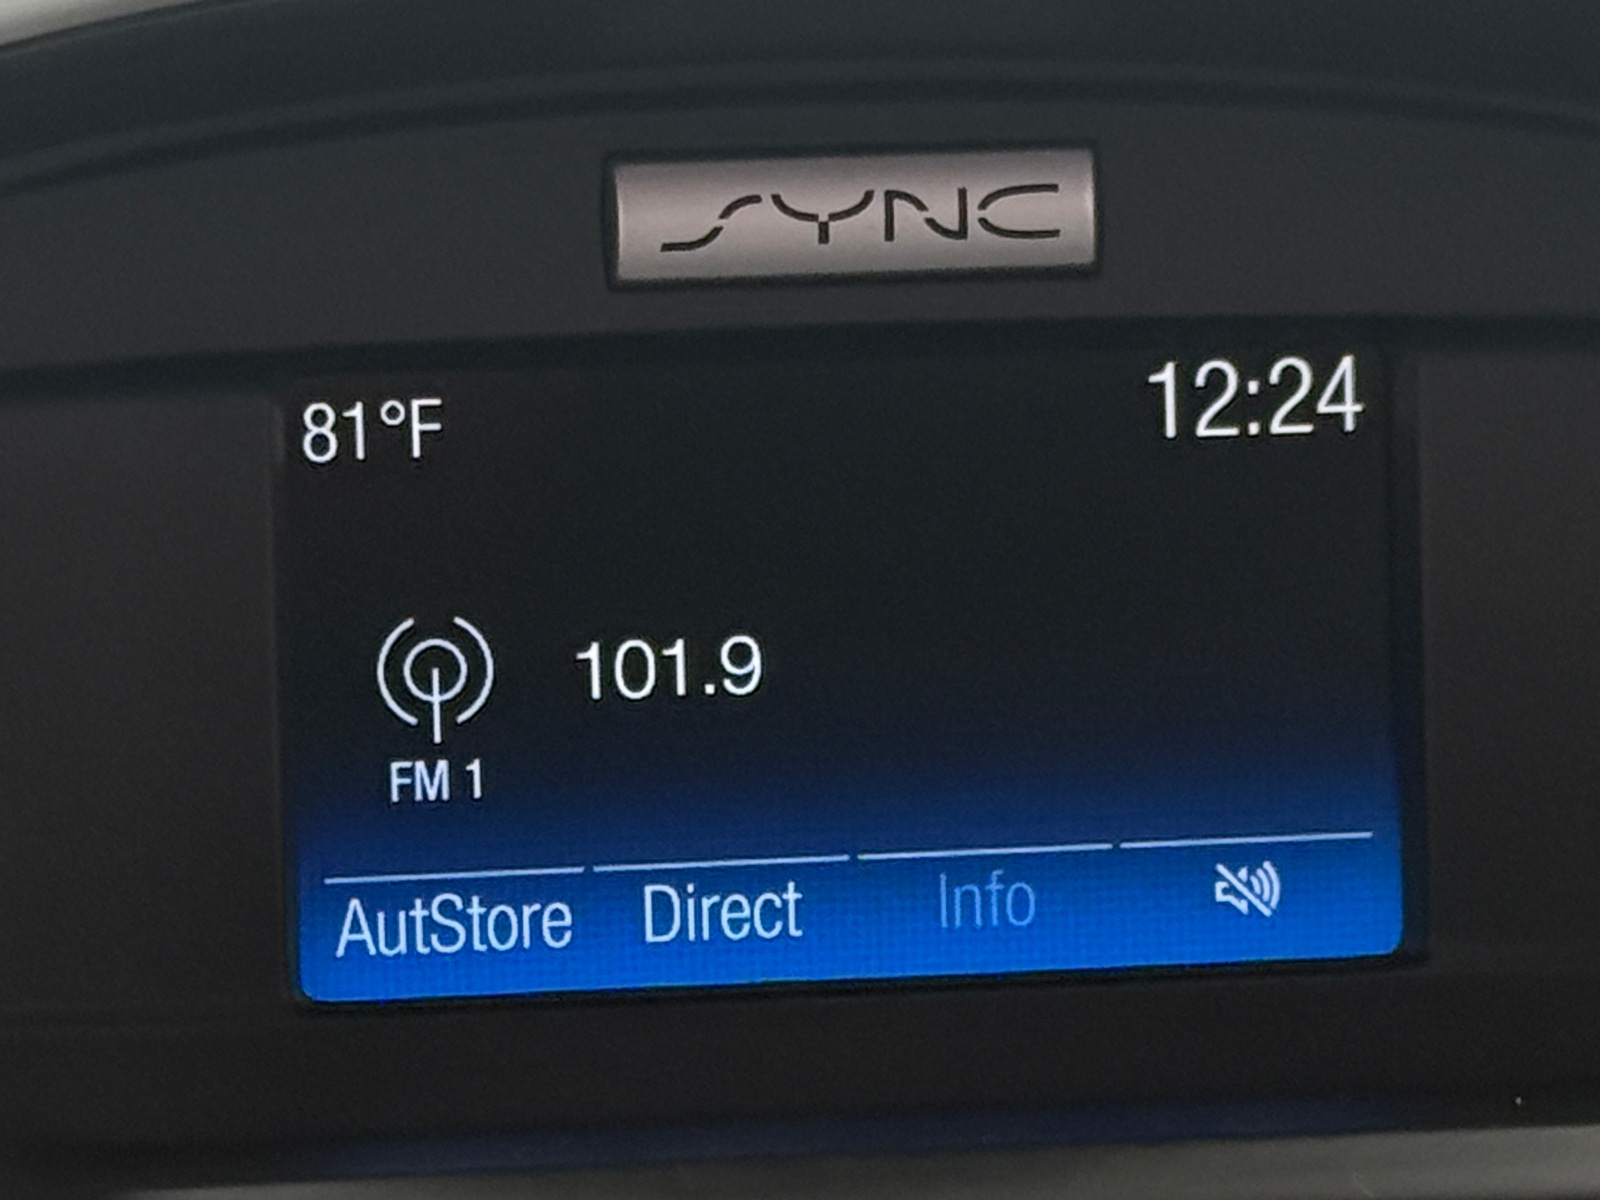 SYNC
81°F
12:24
101.9
FM 1
AutStore
Direct
Info